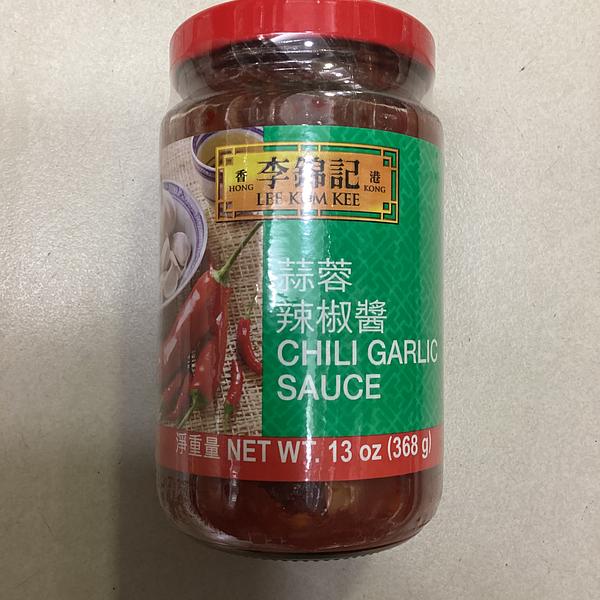 香港 李錦記
HONG KONG
LEE KUM KEE
蒜蓉
辣椒醬
CHILI GARLIC
SAUCE
淨重量 NET WT. 13 oz (368 g)